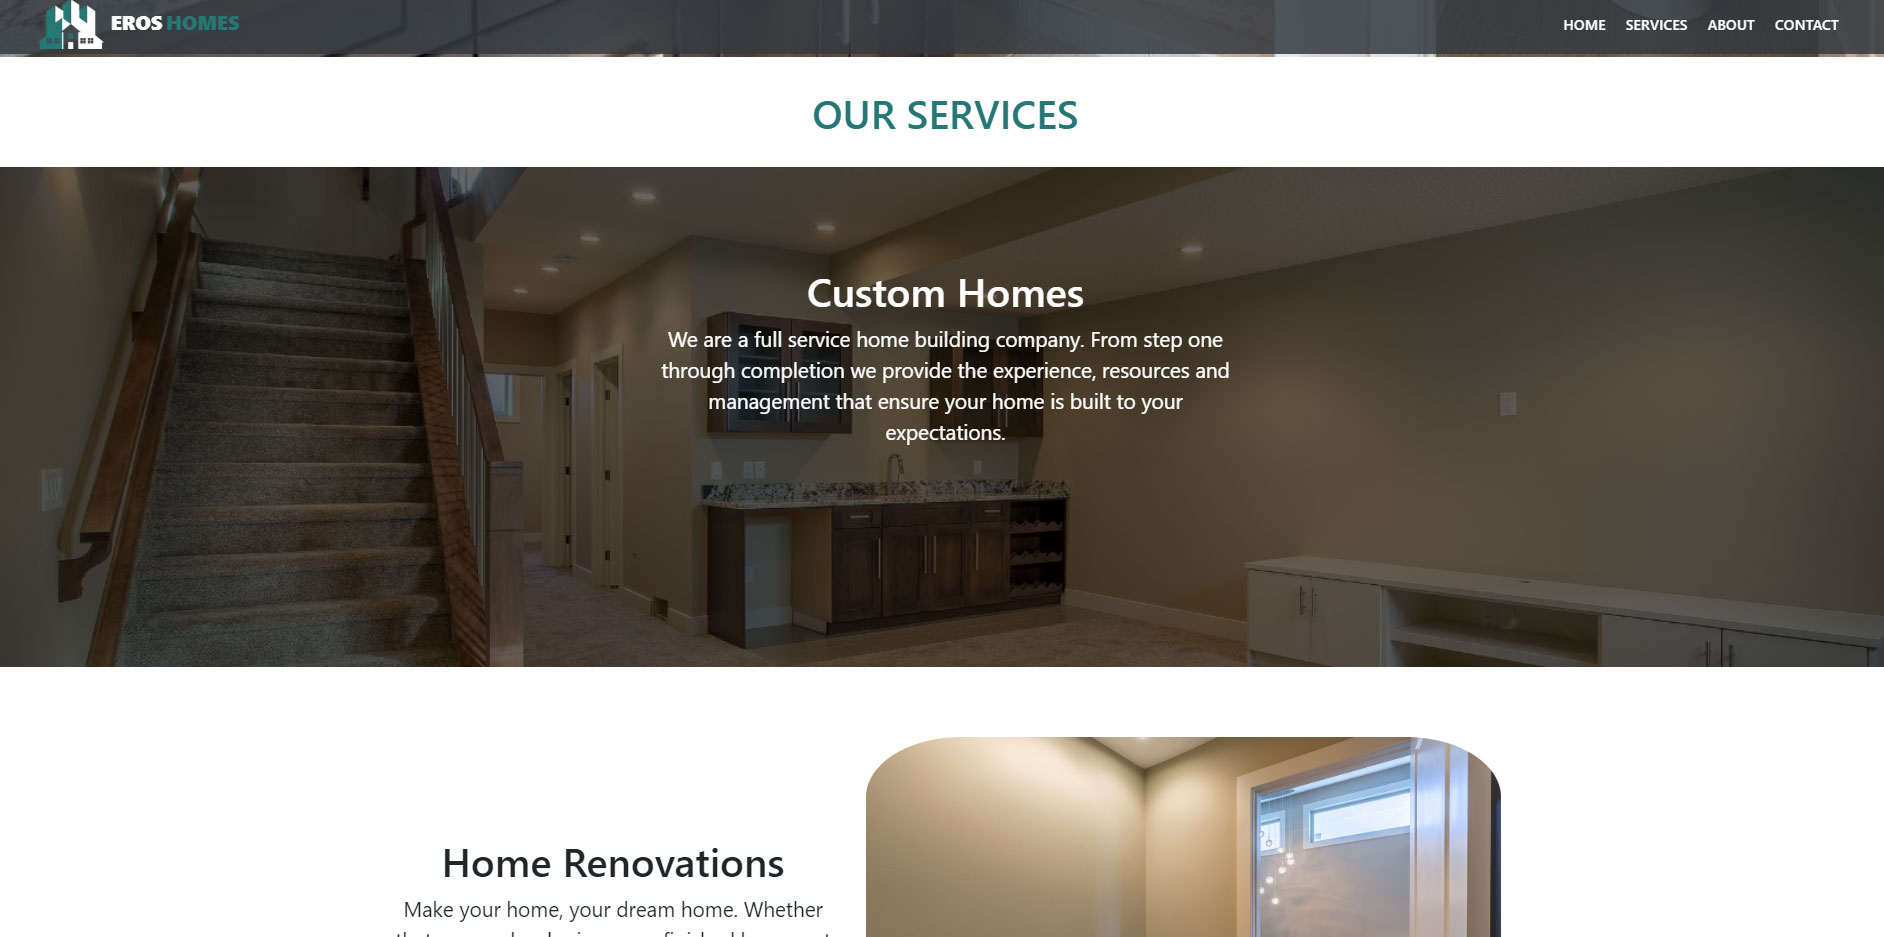 EROS HOMES
HOME SERVICES ABOUT CONTACT
OUR SERVICES
Custom Homes
We are a full service home building company. From step one
through completion we provide the experience, resources and
management that ensure your home is built to your
expectations.
Home Renovations
Make your home, your dream home. Whether